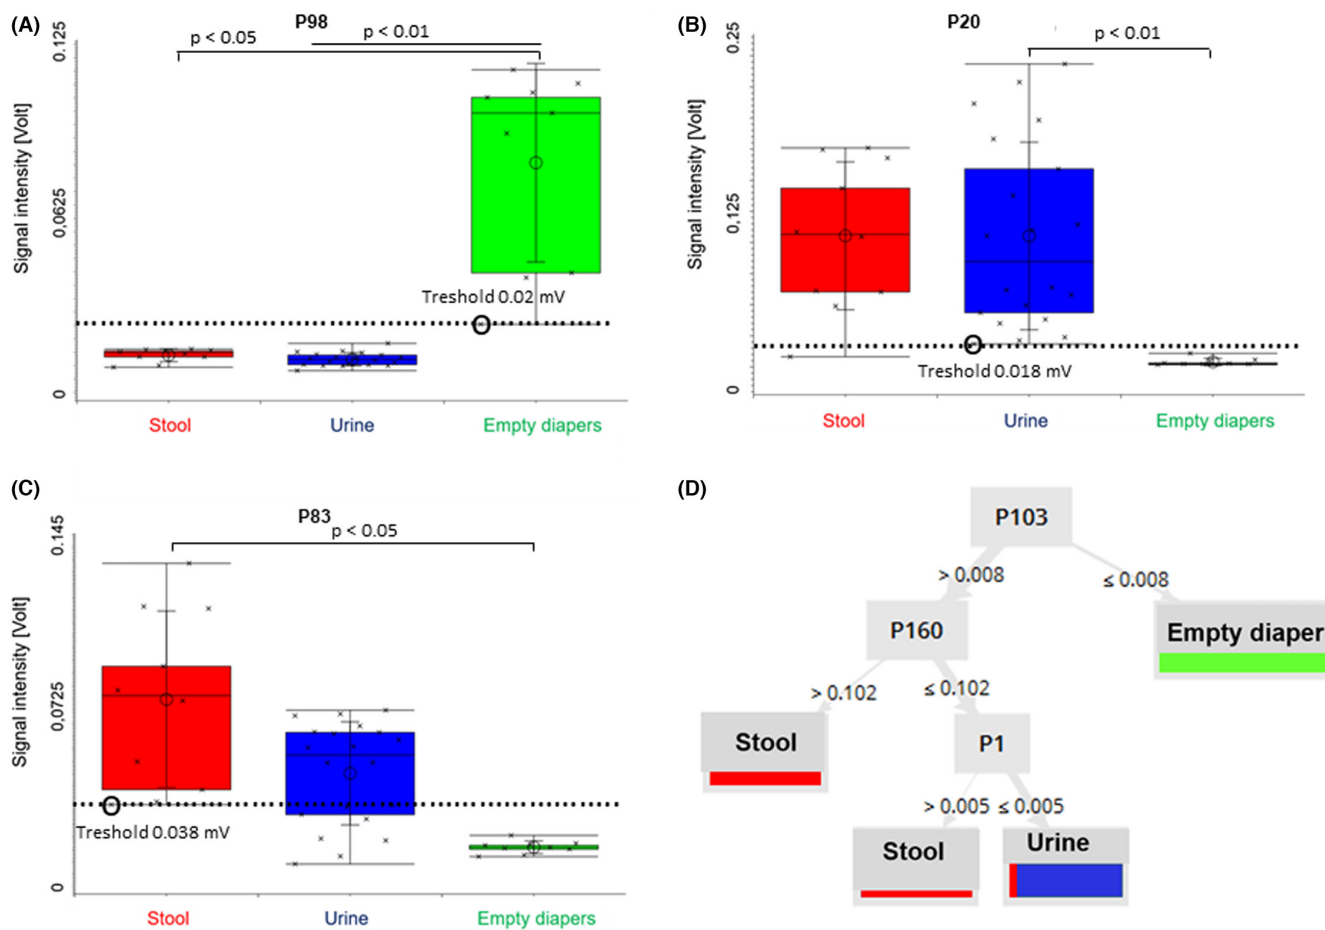 (A)
P98
p < 0.05
p < 0.01
0.125
0.0625
0
Signal intensity [Volt]
Treshold 0.02 mV
Stool
Urine
Empty diapers
(B)
P20
p < 0.01
0.25
0.125
0
Signal intensity [Volt]
Treshold 0.018 mV
Stool
Urine
Empty diapers
(C)
P83
p < 0.05
0.145
0.0725
0
Signal intensity [Volt]
Treshold 0.038 mV
Stool
Urine
Empty diapers
(D)
P103
> 0.008
≤ 0.008
P160
Empty diaper
> 0.102
≤ 0.102
Stool
P1
> 0.005
≤ 0.005
Stool
Urine